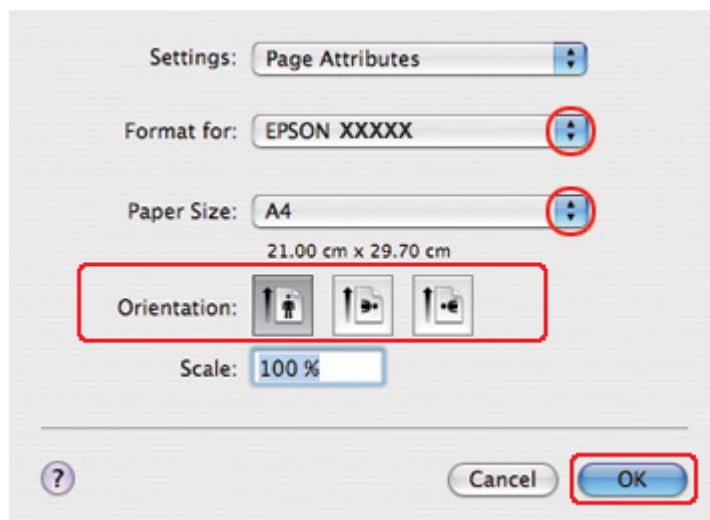 Settings: Page Attributes
Format for: EPSON XXXXX
Paper Size: A4
21.00 cm x 29.70 cm
Orientation:
Scale: 100 %
? Cancel OK